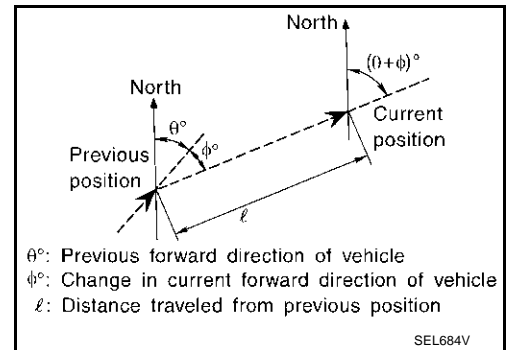 North
(θ+ϕ)°
North
θ°
ϕ°
Previous
position
Current
position
ℓ
θ°: Previous forward direction of vehicle
ϕ°: Change in current forward direction of vehicle
ℓ: Distance traveled from previous position
SEL684V